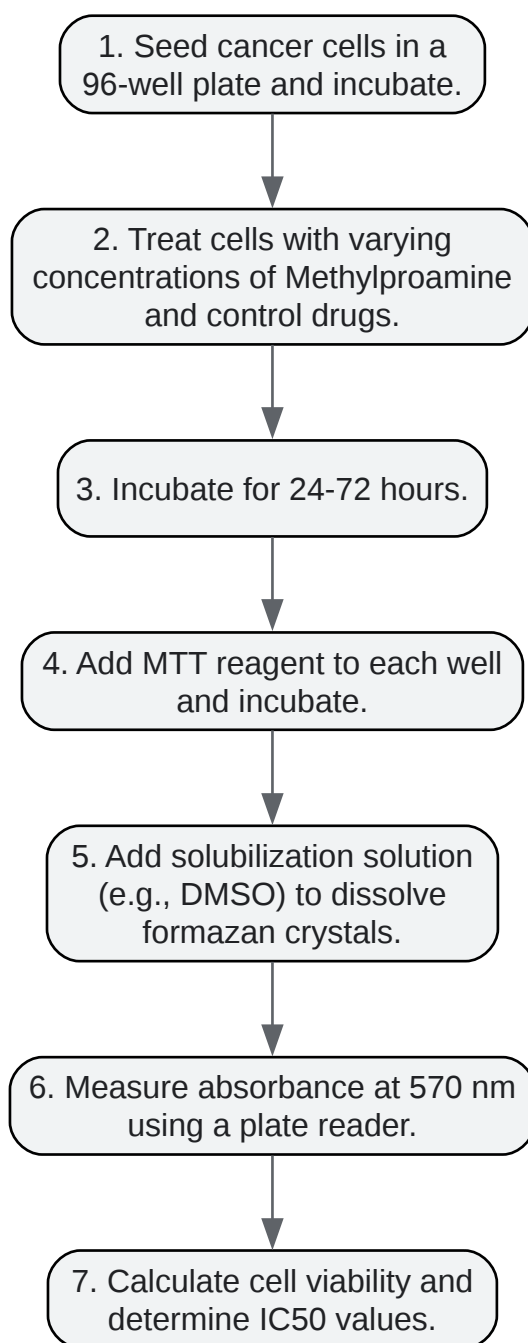 1. Seed cancer cells in a
96-well plate and incubate.
2. Treat cells with varying
concentrations of Methylproamine
and control drugs.
3. Incubate for 24-72 hours.
4. Add MTT reagent to each well
and incubate.
5. Add solubilization solution
(e.g., DMSO) to dissolve
formazan crystals.
6. Measure absorbance at 570 nm
using a plate reader.
7. Calculate cell viability and
determine IC50 values.